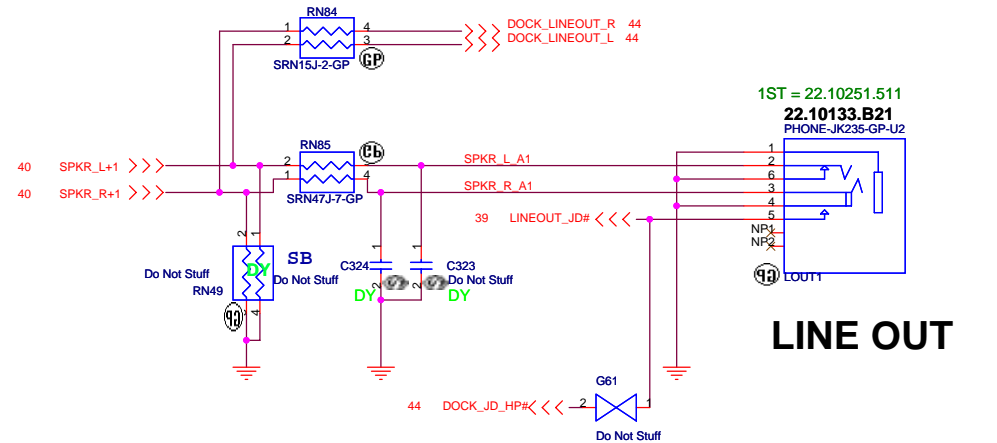 RN84
1 4
2 3
SRN15J-2-GP
GP
DOCK_LINEOUT_R 44
DOCK_LINEOUT_L 44
1ST = 22.10251.511
22.10133.B21
PHONE-JK235-GP-U2
RN85
40 SPKR_L+1
40 SPKR_R+1
2
1 4
SRN47J-7-GP
SPKR_L_A1
SPKR_R_A1
39 LINEOUT_JD#
1
2
6
3
4
5
NP1
NP2
GP
LOUT1
2 1
SB
DY
Do Not Stuff
Do Not Stuff
RN49
GP
4
1 1
C324
C323
Do Not Stuff
2 2
DY
DY
LINE OUT
G61
44 DOCK_JD_HP#
2 1
Do Not Stuff